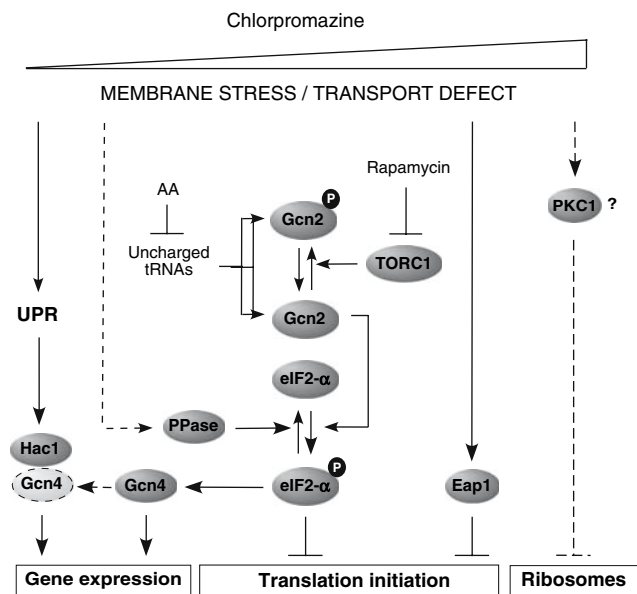 Chlorpromazine
MEMBRANE STRESS / TRANSPORT DEFECT
Rapamycin
AA
P
Gcn2
PKC1 ?
Uncharged
tRNAs
TORC1
UPR
Gcn2
eIF2-α
PPase
Hac1
P
Gcn4
Gcn4
eIF2-α
Eap1
Gene expression
Translation initiation
Ribosomes